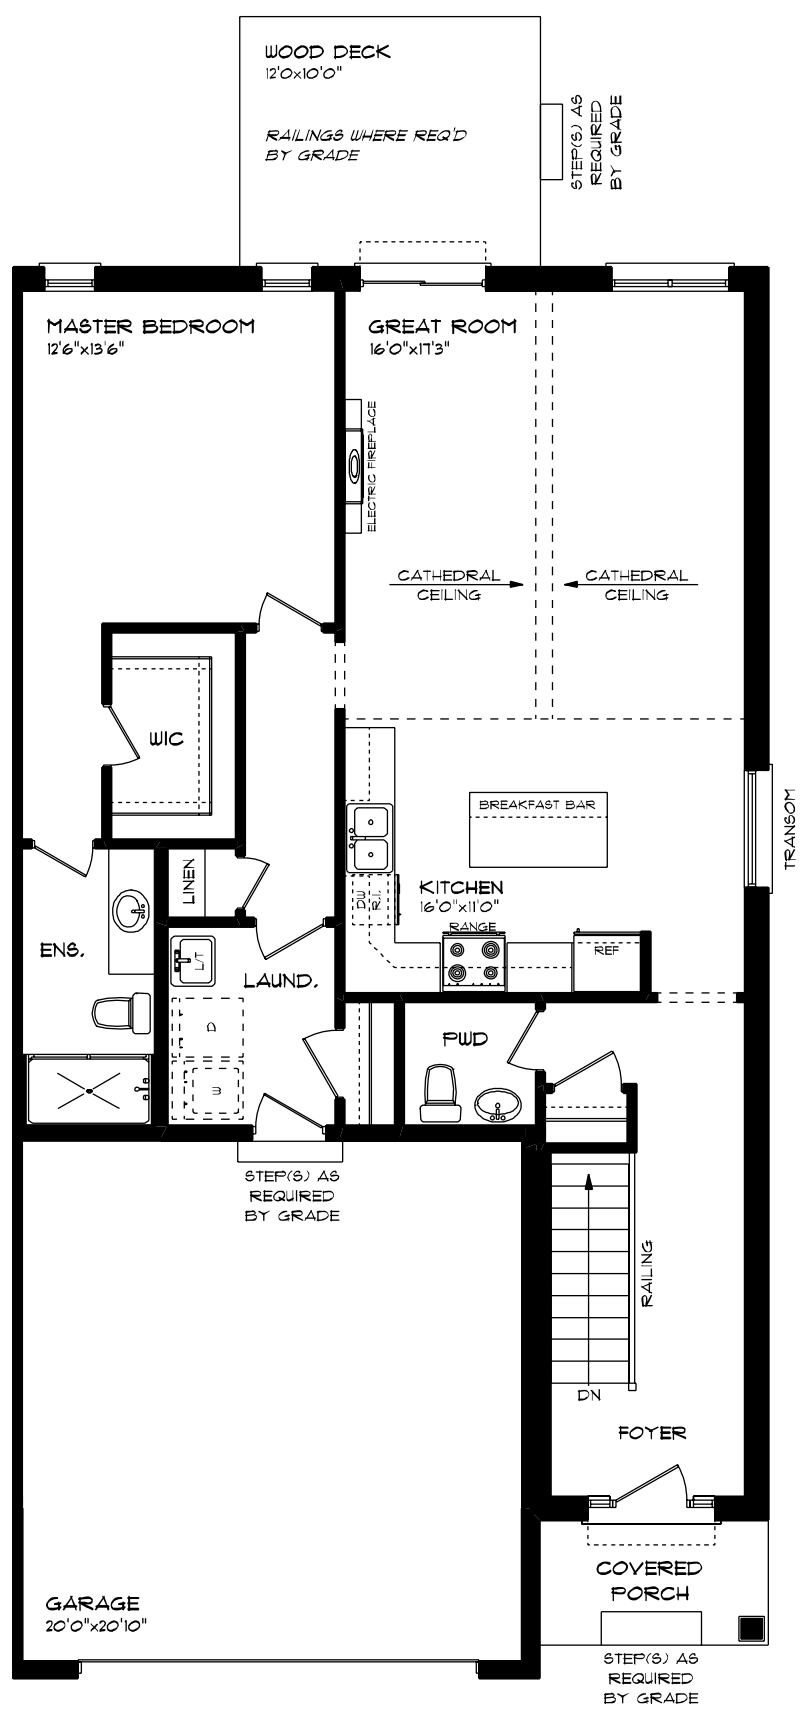 WOOD DECK
12'0x10'0"
RAILINGS WHERE REQ'D
BY GRADE
STEP(S) AS
REQUIRED
BY GRADE
MASTER BEDROOM
12'6"x13'6"
GREAT ROOM
16'0"x17'3"
ELECTRIC FIREPLACE
CATHEDRAL
CEILING
CATHEDRAL
CEILING
WIC
BREAKFAST BAR
TRANSOM
LINEN
DW
R.I.
KITCHEN
16'0"x11'0"
RANGE
REF
ENS.
L/T
LAUND.
D
W
PWD
STEP(S) AS
REQUIRED
BY GRADE
RAILING
DN
FOYER
COVERED
PORCH
GARAGE
20'0"x20'10"
STEP(S) AS
REQUIRED
BY GRADE